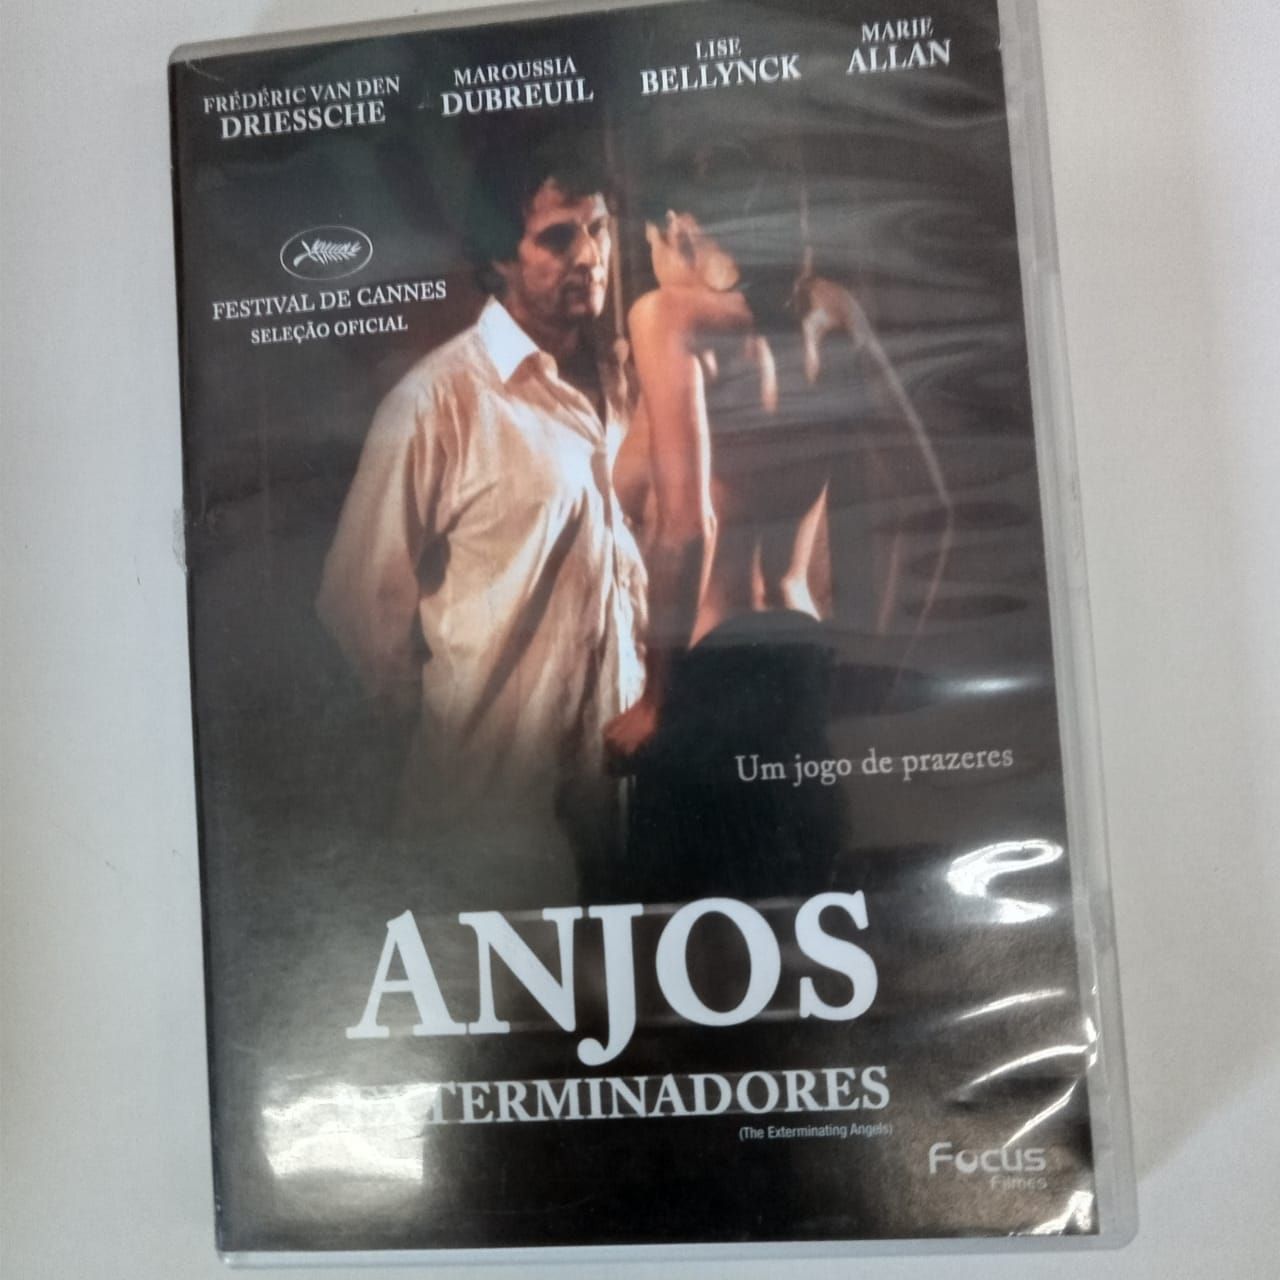 FRÉDÉRIC VAN DEN
DRIESSCHE
MAROUSSIA
DUBREUIL
LISE
BELLYNCK
MARIE
ALLAN
FESTIVAL DE CANNES
SELEÇÃO OFICIAL
Um jogo de prazeres
ANJOS
EXTERMINADORES
(The Exterminating Angels)
Focus
Filmes